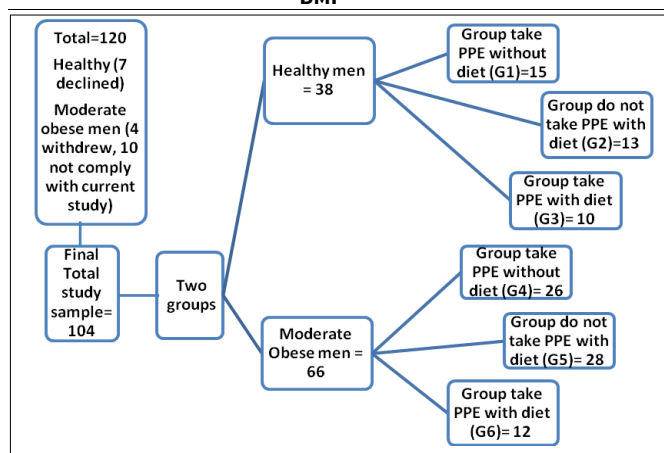 Total=120
Healthy (7
declined)
Moderate
obese men (4
withdrew, 10
not comply
with current
study)
Final
Total
study
sample=
104
Two
groups
Healthy men
= 38
Group take
PPE without
diet (G1)=15
Group do not
take PPE with
diet (G2)=13
Group take
PPE with diet
(G3)= 10
Moderate
Obese men =
66
Group take
PPE without
diet (G4)= 26
Group do not
take PPE with
diet (G5)= 28
Group take
PPE with diet
(G6)= 12